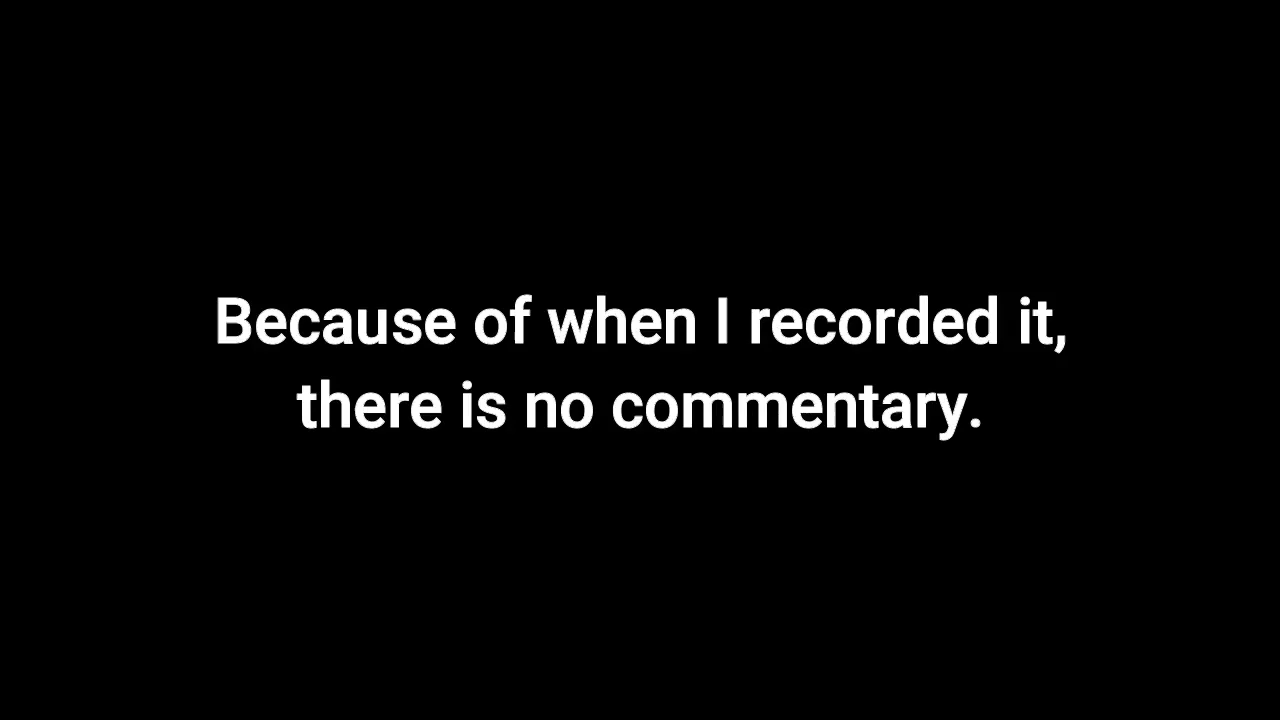 Because of when I recorded it,
there is no commentary.